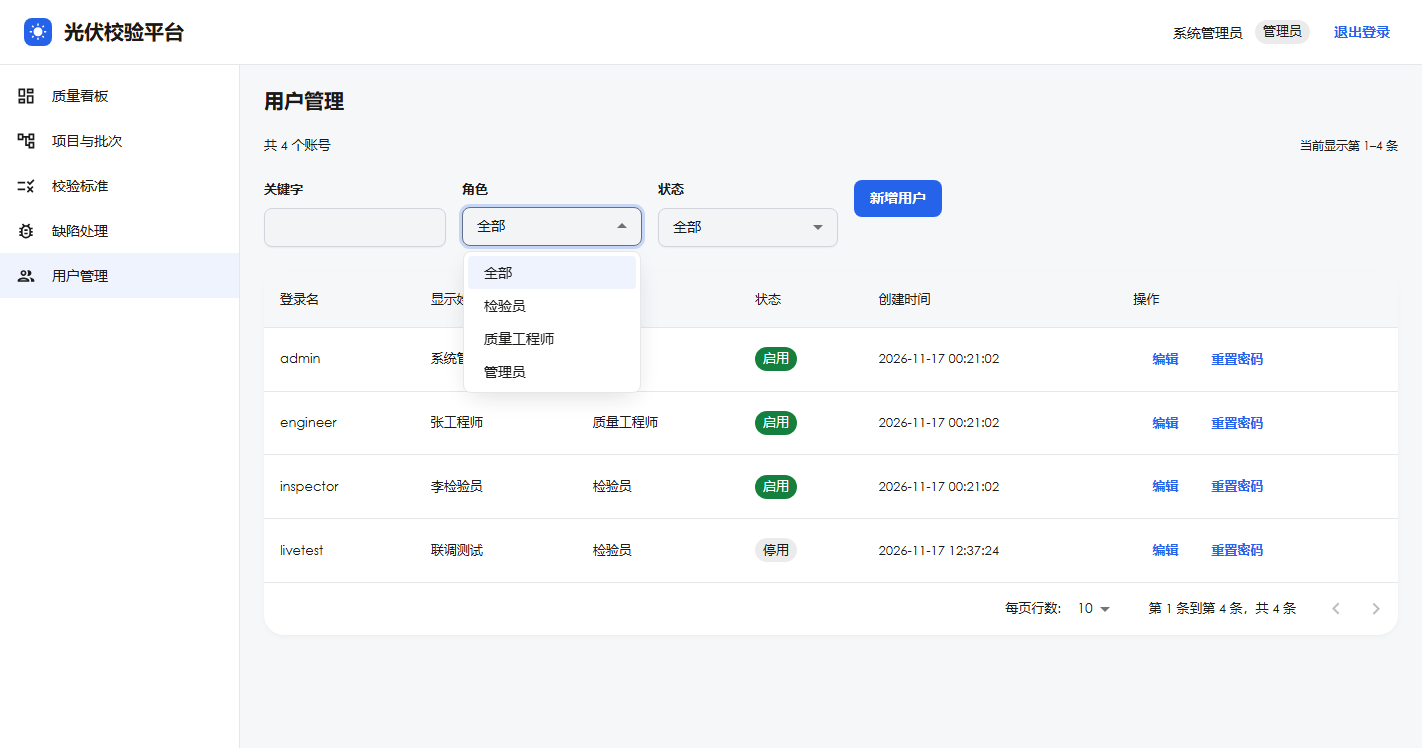 光伏校验平台
系统管理员 管理员 退出登录
质量看板
项目与批次
校验标准
缺陷处理
用户管理
用户管理
共 4 个账号 当前显示第 1–4 条
关键字 角色 状态 新增用户
全部 全部
全部
检验员
质量工程师
管理员
登录名 显示 状态 创建时间 操作
admin 系统 启用 2026-11-17 00:21:02 编辑 重置密码
engineer 张工程师 质量工程师 启用 2026-11-17 00:21:02 编辑 重置密码
inspector 李检验员 检验员 启用 2026-11-17 00:21:02 编辑 重置密码
livetest 联调测试 检验员 停用 2026-11-17 12:37:24 编辑 重置密码
每页行数: 10 第 1 条到第 4 条，共 4 条